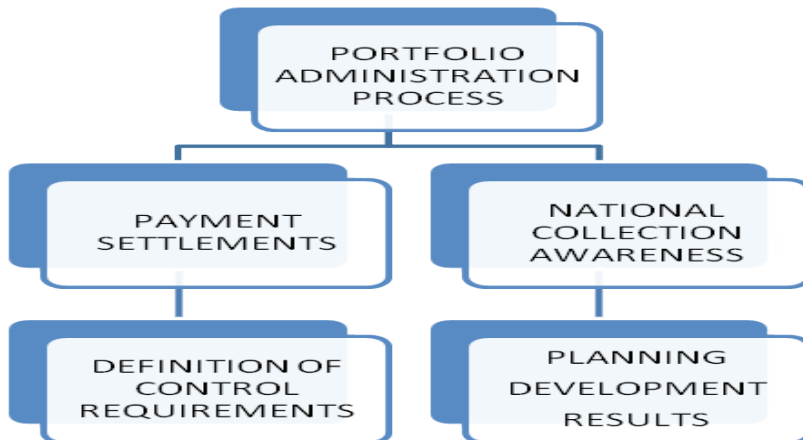 PORTFOLIO
ADMINISTRATION
PROCESS
PAYMENT
SETTLEMENTS
NATIONAL
COLLECTION
AWARENESS
DEFINITION OF
CONTROL
REQUIREMENTS
PLANNING
DEVELOPMENT
RESULTS